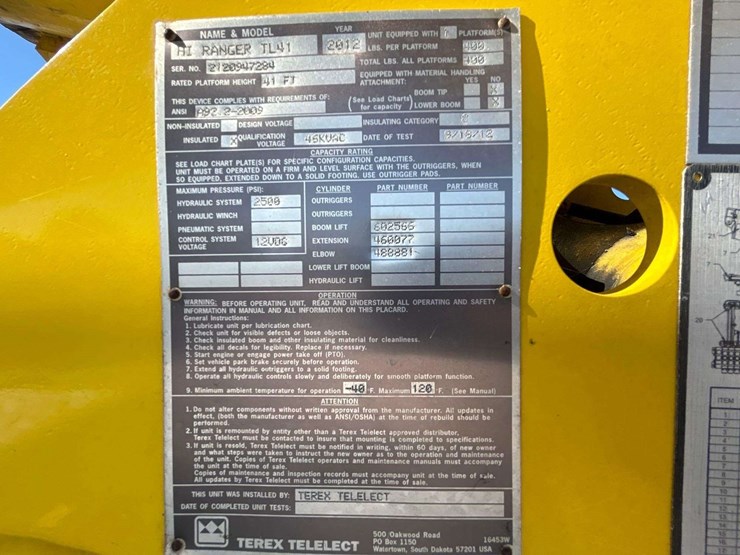 NAME & MODEL
HI RANGER TL41
YEAR
2012
UNIT EQUIPPED WITH 1 PLATFORM(S)
LBS. PER PLATFORM 400
TOTAL LBS. ALL PLATFORMS 400
SER. NO.
RATED PLATFORM HEIGHT 41 FT
EQUIPPED WITH MATERIAL HANDLING
ATTACHMENT: YES NO
BOOM TIP X
LOWER BOOM X
(See Load Charts for capacity)
THIS DEVICE COMPLIES WITH REQUIREMENTS OF:
ANSI A92.2-2009
NON-INSULATED
DESIGN VOLTAGE
INSULATING CATEGORY
INSULATED X
QUALIFICATION VOLTAGE 46KVAC
DATE OF TEST
CAPACITY RATING
SEE LOAD CHART PLATE(S) FOR SPECIFIC CONFIGURATION CAPACITIES.
UNIT MUST BE OPERATED ON A FIRM AND LEVEL SURFACE WITH THE OUTRIGGERS, WHEN
SO EQUIPPED, EXTENDED DOWN TO A SOLID FOOTING. USE OUTRIGGER PADS.
MAXIMUM PRESSURE (PSI):
HYDRAULIC SYSTEM 2500
HYDRAULIC WINCH
PNEUMATIC SYSTEM
CONTROL SYSTEM VOLTAGE 12VDC
CYLINDER PART NUMBER PART NUMBER
OUTRIGGERS
OUTRIGGERS
BOOM LIFT 602566
EXTENSION 460077
ELBOW 488081
LOWER LIFT BOOM
HYDRAULIC LIFT
OPERATION
WARNING: BEFORE OPERATING UNIT, READ AND UNDERSTAND ALL OPERATING AND SAFETY
INFORMATION IN MANUAL AND ALL INFORMATION ON THIS PLACARD.
General Instructions:
1. Lubricate unit per lubrication chart.
2. Check unit for visible defects or loose objects.
3. Check insulated boom and other insulating material for cleanliness.
4. Check all decals for legibility. Replace if necessary.
5. Start engine or engage power take off (PTO).
6. Set vehicle park brake securely before operation.
7. Extend all hydraulic outriggers to a solid footing.
8. Operate all hydraulic controls slowly and deliberately for smooth platform function.
9. Minimum ambient temperature for operation -40 °F. Maximum 120 °F. (See Manual)
ATTENTION
1. Do not alter components without written approval from the manufacturer. All updates in
effect, (both the manufacturer as well as ANSI/OSHA) at the time of rebuild should be
performed.
2. If unit is remounted by entity other than a Terex Telelect approved distributor,
Terex Telelect must be contacted to insure that mounting is completed to specifications.
3. If unit is resold, Terex Telelect must be notified in writing, within 60 days, of new owner
and what steps were taken to instruct the new owner as to the operation and maintenance
of the unit. Copies of Terex Telelect operators and maintenance manuals must accompany
the unit at the time of sale.
Copies of maintenance and inspection records must accompany unit at the time of sale.
All updates by Terex Telelect must be completed at the time of sale.
THIS UNIT WAS INSTALLED BY: TEREX TELELECT
DATE OF COMPLETED UNIT TESTS:
TEREX TELELECT
500 Oakwood Road
PO Box 1150
Watertown, South Dakota 57201 USA
16453W
ITEM